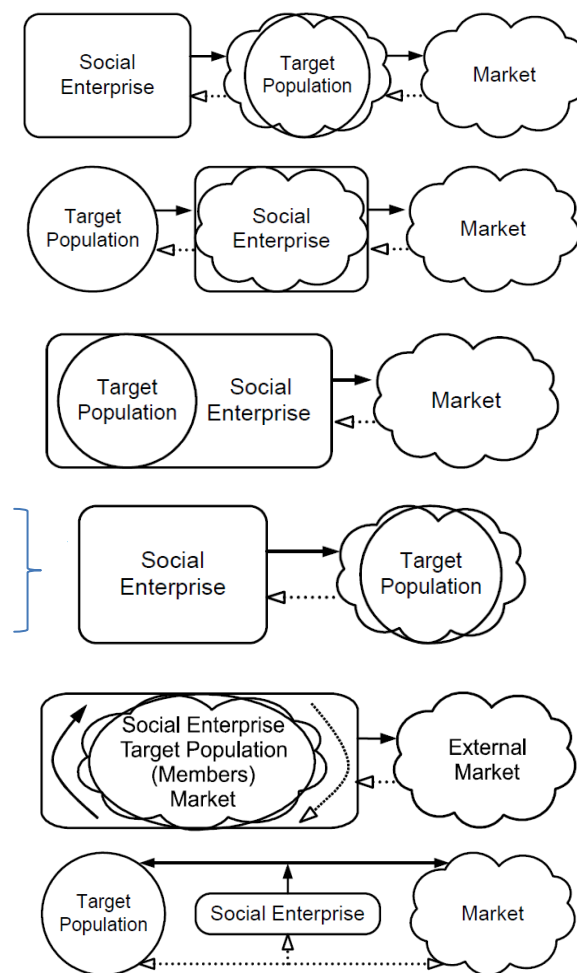 Social
Enterprise
Target
Population
Market
Target
Population
Social
Enterprise
Market
Target
Population
Social
Enterprise
Market
Social
Enterprise
Target
Population
Social Enterprise
Target Population
(Members)
Market
External
Market
Target
Population
Social Enterprise
Market